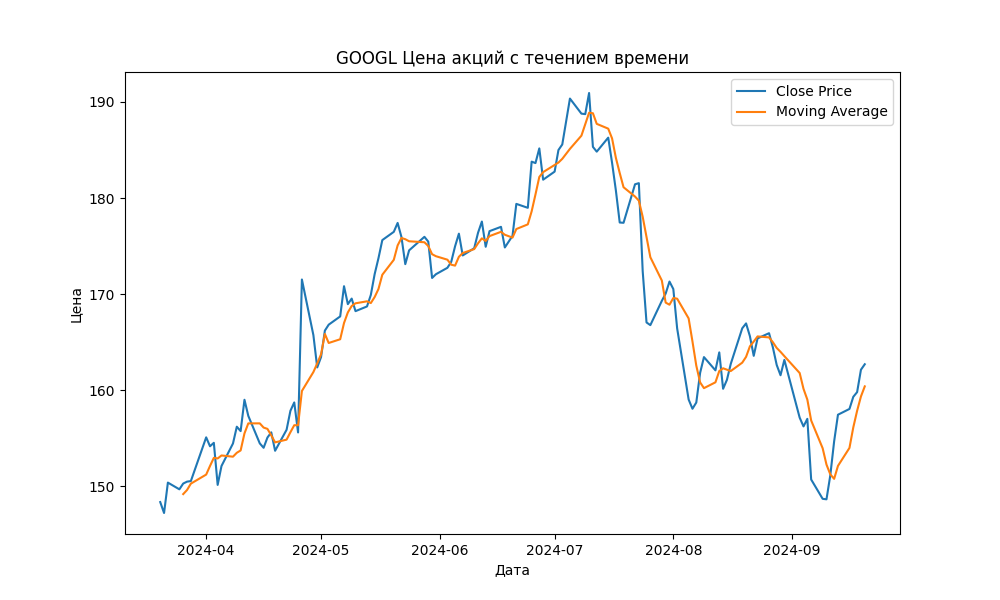 GOOGL Цена акций с течением времени
Close Price
Moving Average
Цена
190
180
170
160
150
2024-04
2024-05
2024-06
2024-07
2024-08
2024-09
Дата